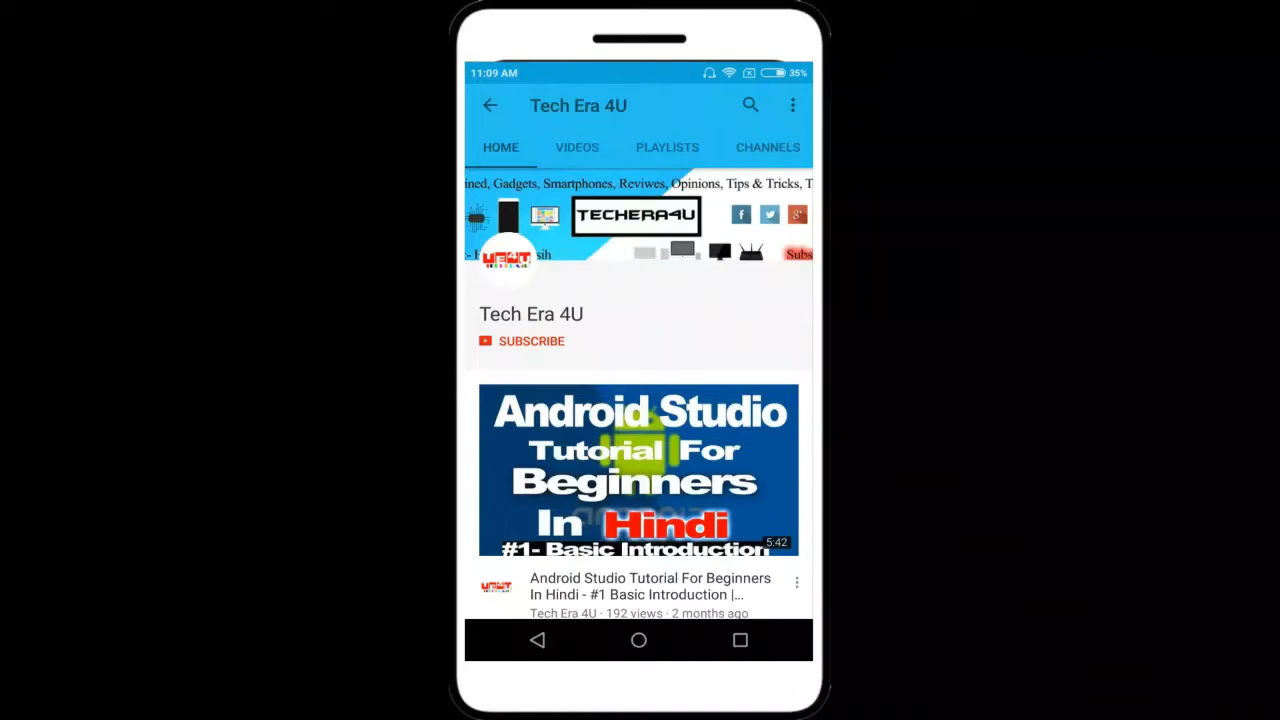 11:09 AM
35%
Tech Era 4U
HOME VIDEOS PLAYLISTS CHANNELS
ined, Gadgets, Smartphones, Reviwes, Opinions, Tips & Tricks, T
TECHERA4U
f
g+
sih
Subs
Tech Era 4U
SUBSCRIBE
Android Studio
Tutorial For
Beginners
In Hindi
#1- Basic Introduction
5:42
Android Studio Tutorial For Beginners
In Hindi - #1 Basic Introduction |...
Tech Era 4U · 192 views · 2 months ago